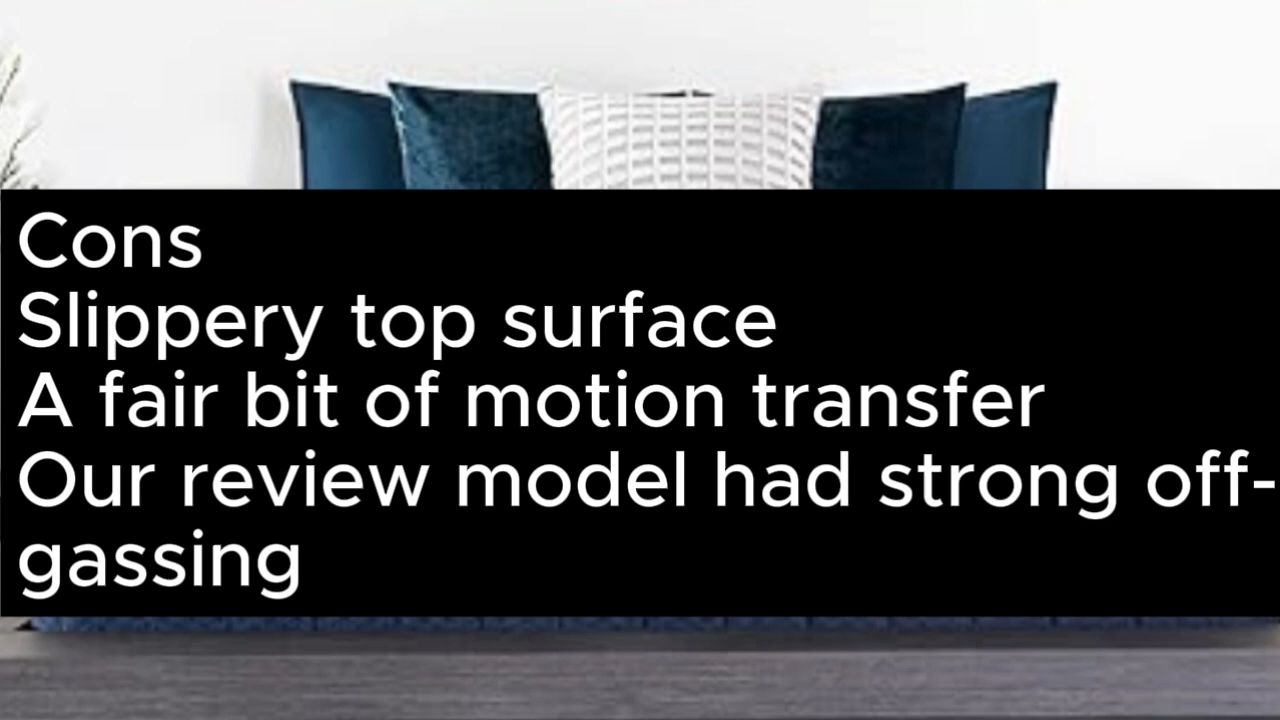 Cons
Slippery top surface
A fair bit of motion transfer
Our review model had strong off-
gassing